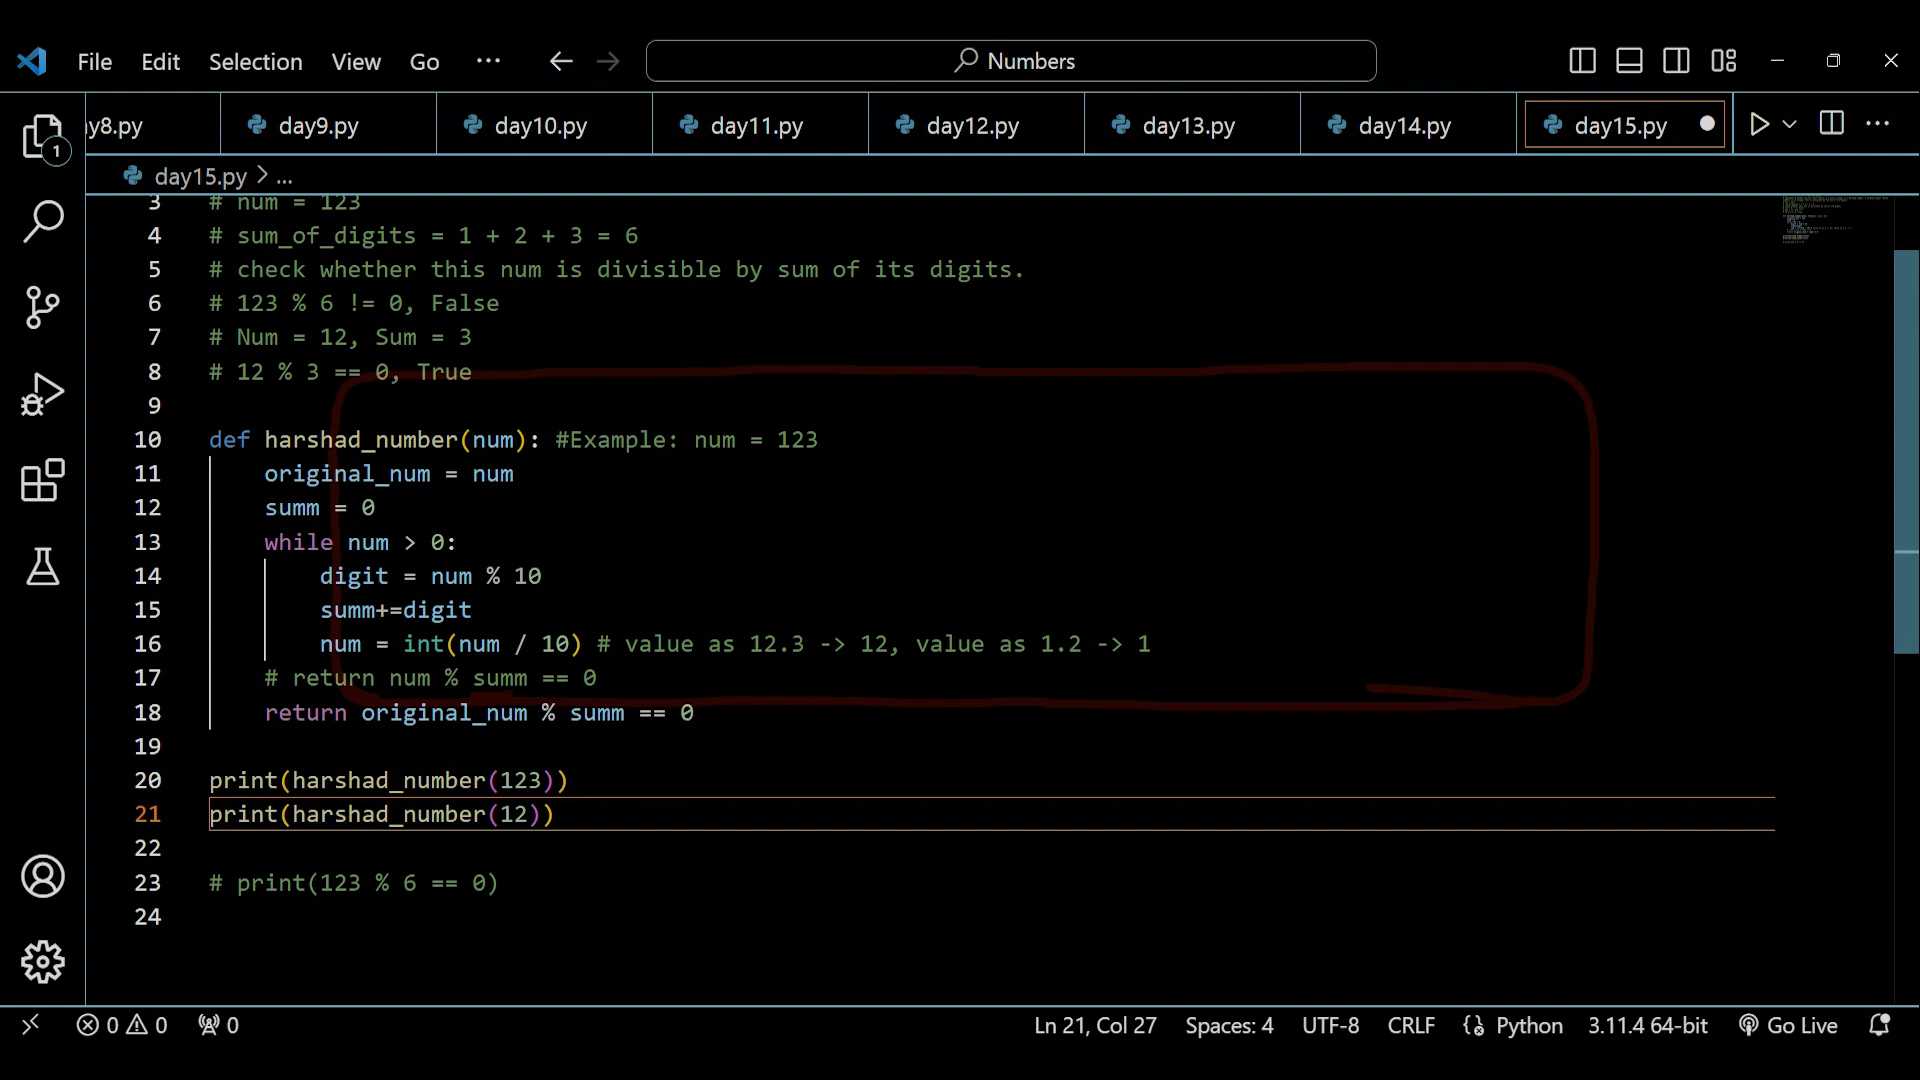 File Edit Selection View Go ··· Numbers
y8.py day9.py day10.py day11.py day12.py day13.py day14.py day15.py
1
day15.py > ...
3 # num = 123
4 # sum_of_digits = 1 + 2 + 3 = 6
5 # check whether this num is divisible by sum of its digits.
6 # 123 % 6 != 0, False
7 # Num = 12, Sum = 3
8 # 12 % 3 == 0, True
9
10 def harshad_number(num): #Example: num = 123
11 original_num = num
12 summ = 0
13 while num > 0:
14 digit = num % 10
15 summ+=digit
16 num = int(num / 10) # value as 12.3 -> 12, value as 1.2 -> 1
17 # return num % summ == 0
18 return original_num % summ == 0
19
20 print(harshad_number(123))
21 print(harshad_number(12))
22
23 # print(123 % 6 == 0)
24
0 0 0 Ln 21, Col 27 Spaces: 4 UTF-8 CRLF Python 3.11.4 64-bit Go Live